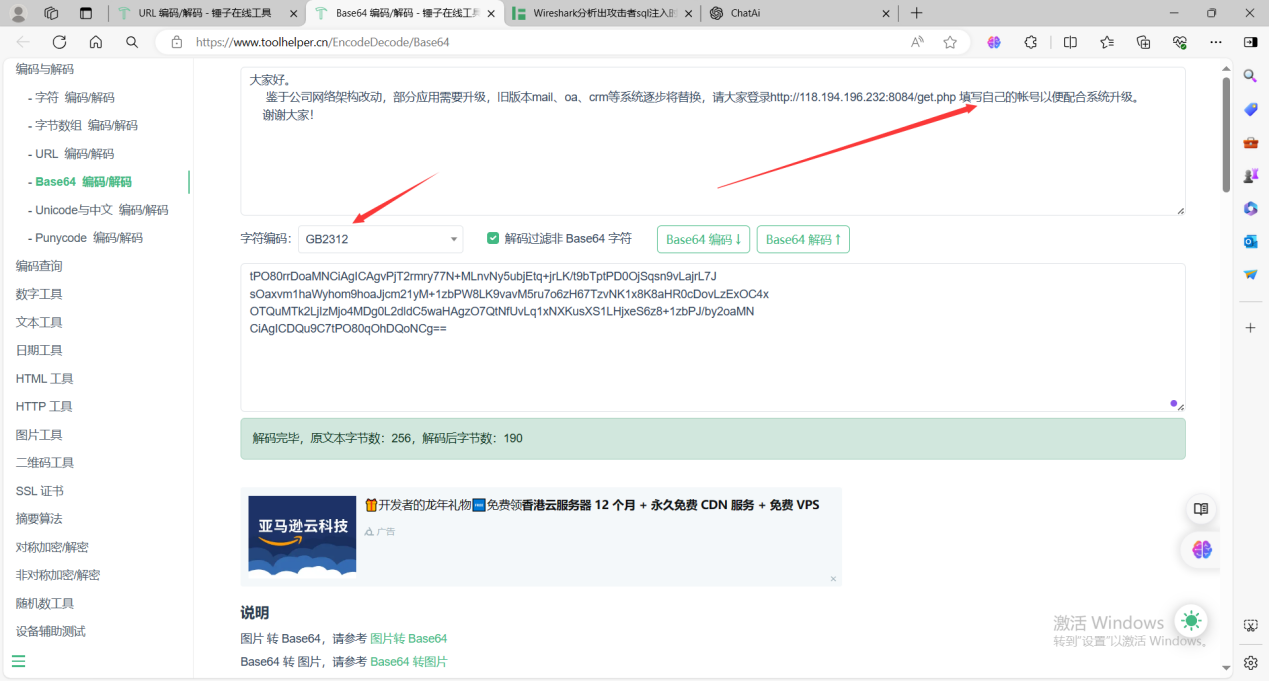 URL 编码/解码 - 锤子在线工具
Base64 编码/解码 - 锤子在线工具
Wireshark分析出攻击者sql注入
ChatAi
https://www.toolhelper.cn/EncodeDecode/Base64
编码与解码
- 字符 编码/解码
- 字节数组 编码/解码
- URL 编码/解码
- Base64 编码/解码
- Unicode与中文 编码/解码
- Punycode 编码/解码
编码查询
数字工具
文本工具
日期工具
HTML 工具
HTTP 工具
图片工具
二维码工具
SSL 证书
摘要算法
对称加密/解密
非对称加密/解密
随机数工具
设备辅助测试
大家好。
鉴于公司网络架构改动，部分应用需要升级，旧版本mail、oa、crm等系统逐步将替换，请大家登录http://118.194.196.232:8084/get.php 填写自己的帐号以便配合系统升级。
谢谢大家！
字符编码： GB2312 解码过滤非 Base64 字符 Base64 编码↓ Base64 解码↑
tPO80rrDoaMNCiAgICAgvPjT2rmry77N+MLnvNy5ubjEtq+jrLK/t9bTptPD0OjSqsn9vLajrL7J
sOaxvm1haWyhom9hoaJjcm21yM+1zbPW8LK9vavM5ru7o6zH67TzvNK1x8K8aHR0cDovLzExOC4x
OTQuMTk2LjIzMjo4MDg0L2dldC5waHAgzO7QtNfUvLq1xNXKusXS1LHjxeS6z8+1zbPJ/by2oaMN
CiAgICDQu9C7tPO80qOhDQoNCg==
解码完毕，原文本字节数：256，解码后字节数：190
亚马逊云科技
开发者的龙年礼物免费领香港云服务器 12 个月 + 永久免费 CDN 服务 + 免费 VPS
广告
说明
图片 转 Base64，请参考 图片转 Base64
Base64 转 图片，请参考 Base64 转图片
激活 Windows
转到"设置"以激活 Windows。